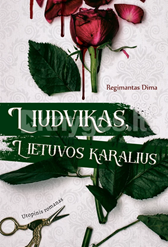 Regimantas Dima
LIUDVIKAS,
LIETUVOS KARALIUS
Utopinis romanas